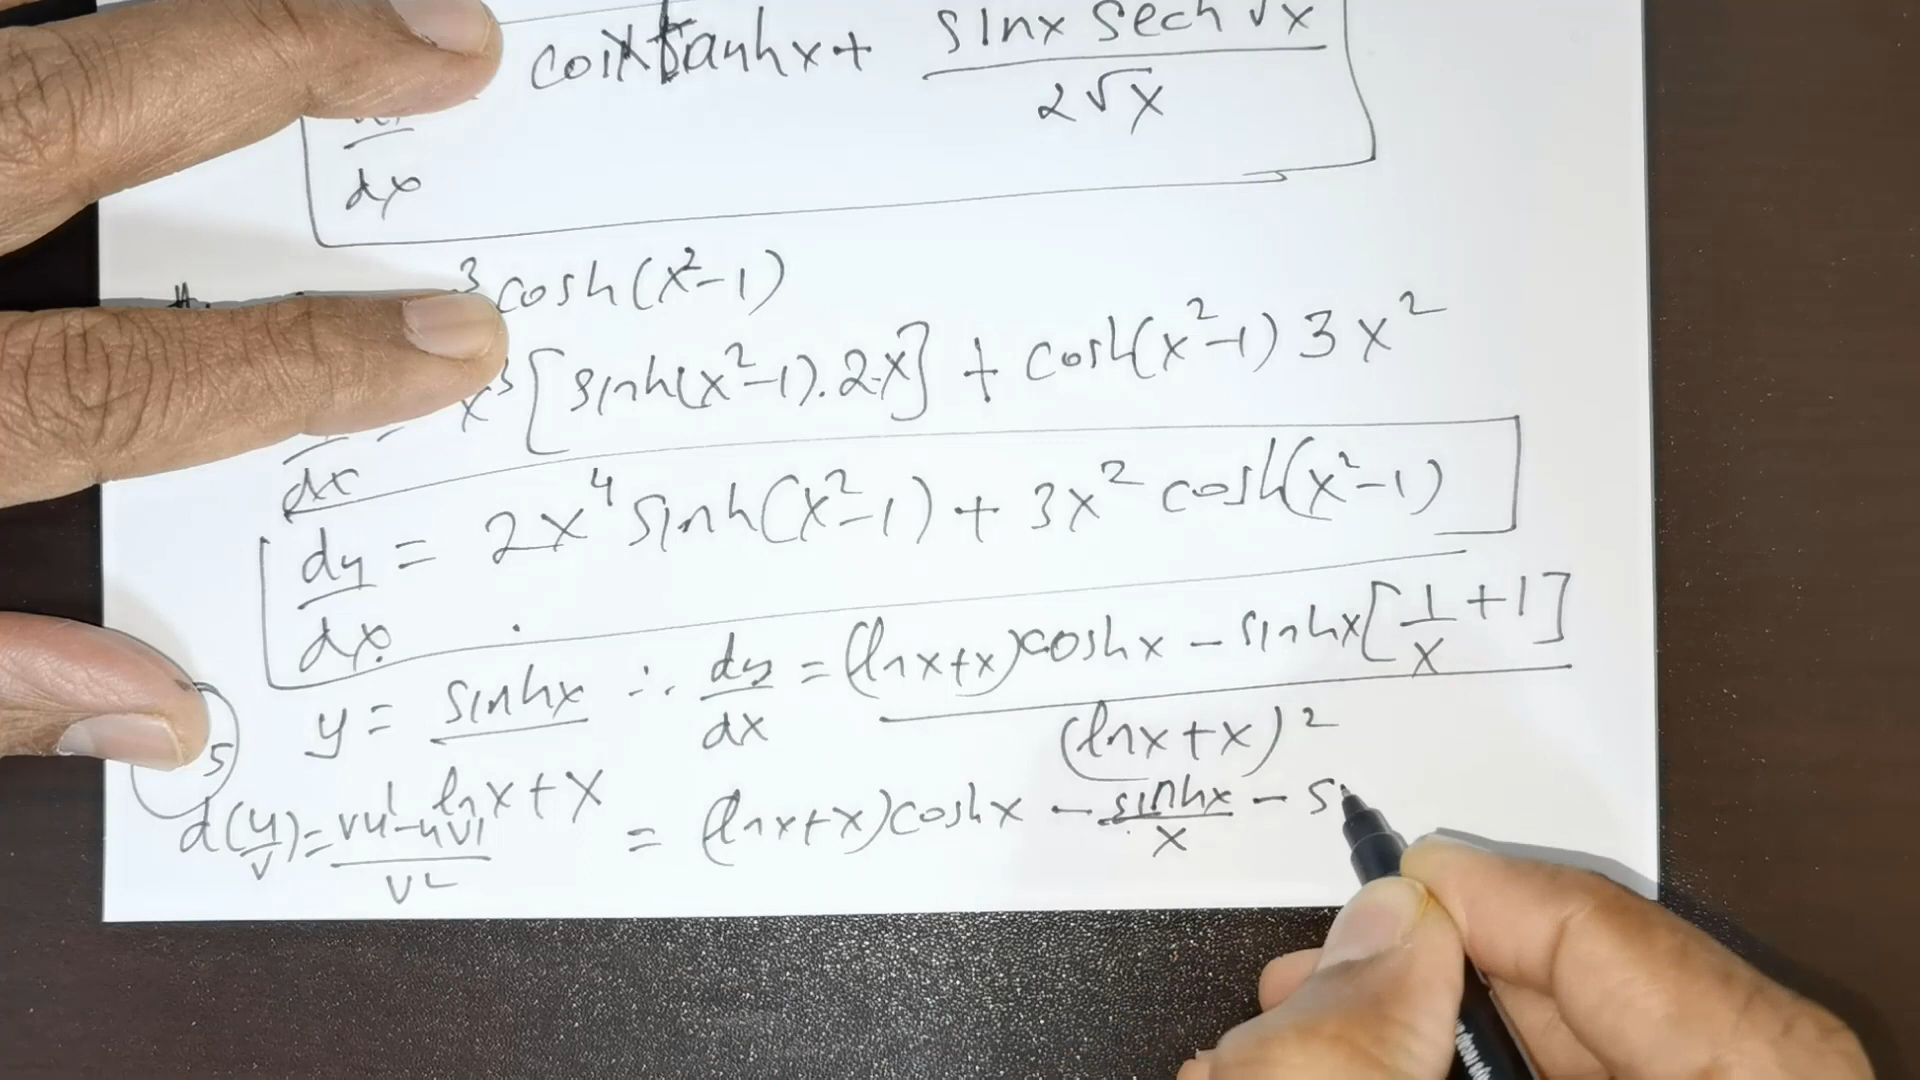 cosx tanhx + sinx sech √x / 2√x
dx
3 cosh(x²-1)
x³ [sinh(x²-1).2x] + cosh(x²-1) 3x²
dx
dy/dx = 2x⁴ sinh(x²-1) + 3x² cosh(x²-1)
5 y = sinhx / lnx+x ∴ dy/dx = (lnx+x)coshx - sinhx[1/x +1] / (lnx+x)²
d(u/v) = vu'-uv' / v² = (lnx+x)coshx - sinhx/x - s